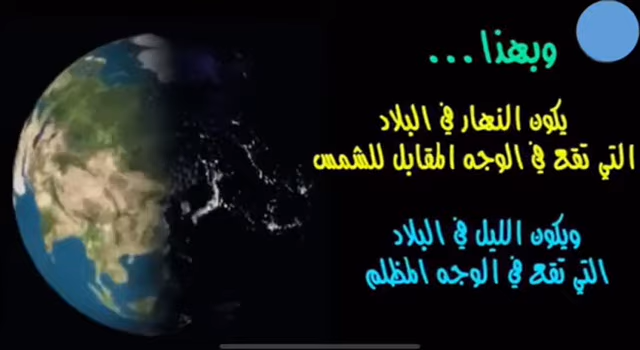 وبهذا...
يكون النهار في البلاد
التي تقع في الوجه المقابل للشمس
ويكون الليل في البلاد
التي تقع في الوجه المظلم